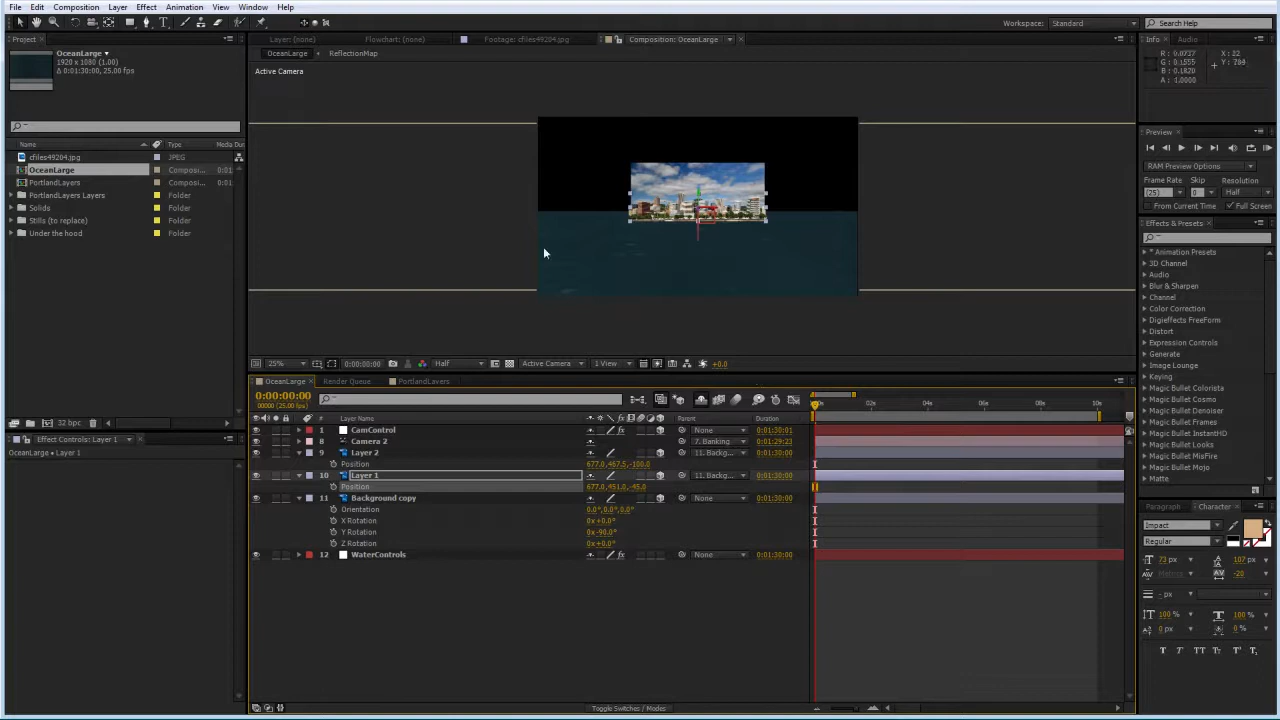 File Edit Composition Layer Effect Animation View Window Help
Workspace: Standard
Search Help
Project
OceanLarge
1920 x 1080 (1.00)
Δ 0:01:30:00, 25.00 fps
Name Type Media Du
cfiles49204.jpg JPEG
OceanLarge Composi... 0:01
PortlandLayers Composi... 0:01
PortlandLayers Layers Folder
Solids Folder
Stills (to replace) Folder
Under the hood Folder
32 bpc
Effect Controls: Layer 1
OceanLarge • Layer 1
Layer: (none) Flowchart: (none) Footage: cfiles49204.jpg Composition: OceanLarge
OceanLarge ReflectionMap
Active Camera
25% 0:00:00:00 Half Active Camera 1 View +0.0
OceanLarge Render Queue PortlandLayers
0:00:00:00
00000 (25.00 fps)
# Layer Name Parent Duration
02s 04s 06s 08s 10s
1 CamControl None 0:01:30:01
8 Camera 2 7. Banking 0:01:29:23
9 Layer 2 11. Backg... 0:01:30:00
Position 677.0,467.5,-100.0
10 Layer 1 11. Backg... 0:01:30:00
Position 677.0,451.0,-45.0
11 Background copy None 0:01:30:00
Orientation 0.0°,0.0°,0.0°
X Rotation 0x+0.0°
Y Rotation 0x-90.0°
Z Rotation 0x+0.0°
12 WaterControls None 0:01:30:00
Toggle Switches / Modes
Info Audio
R: 0.0737
G: 0.1555
B: 0.1820
A: 1.0000
X: 32
Y: 784
Preview
RAM Preview Options
Frame Rate Skip Resolution
(25) 0 Half
From Current Time Full Screen
Effects & Presets
* Animation Presets
3D Channel
Audio
Blur & Sharpen
Channel
Color Correction
Digieffects FreeForm
Distort
Expression Controls
Generate
Image Lounge
Keying
Magic Bullet Colorista
Magic Bullet Cosmo
Magic Bullet Denoiser
Magic Bullet Frames
Magic Bullet InstantHD
Magic Bullet Looks
Magic Bullet MisFire
Magic Bullet Mojo
Matte
Paragraph Character
Impact
Regular
73 px 107 px
Metrics -20
- px
100 % 100 %
0 px 0 %
T T TT Tт T¹ T₁